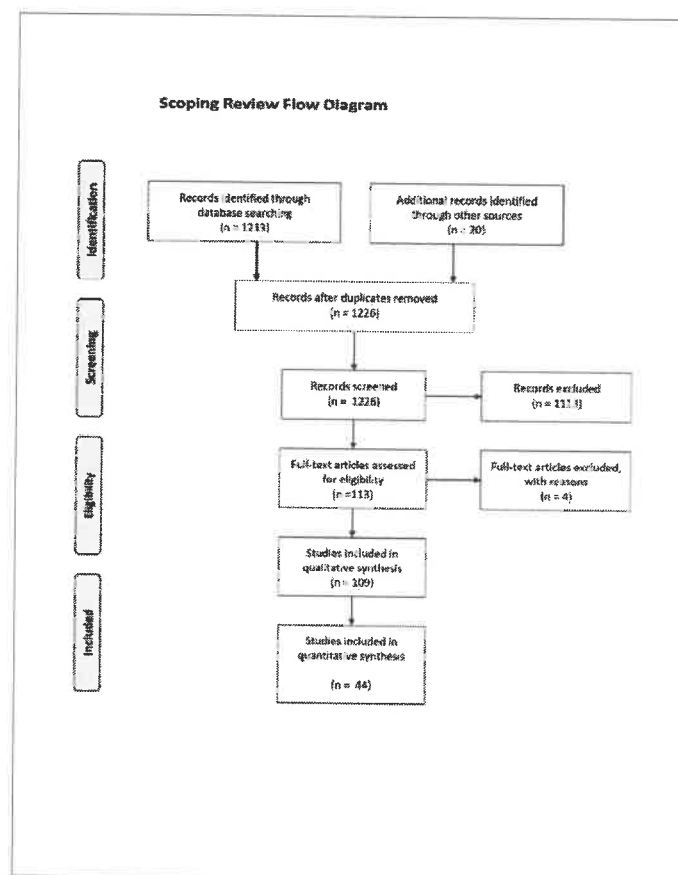 Scoping Review Flow Diagram
Identification
Records identified through
database searching
(n =
Additional records identified
through other sources
(n = 20)
Records after duplicates removed
(n = 1226)
Screening
Records screened
(n = 1226)
Records excluded
(n = 1113)
Eligibility
Full-text articles assessed
for eligibility
(n =113)
Full-text articles excluded,
with reasons
(n = 4)
Studies included in
qualitative synthesis
(n = 109)
Included
Studies included in
quantitative synthesis
(n = 44)